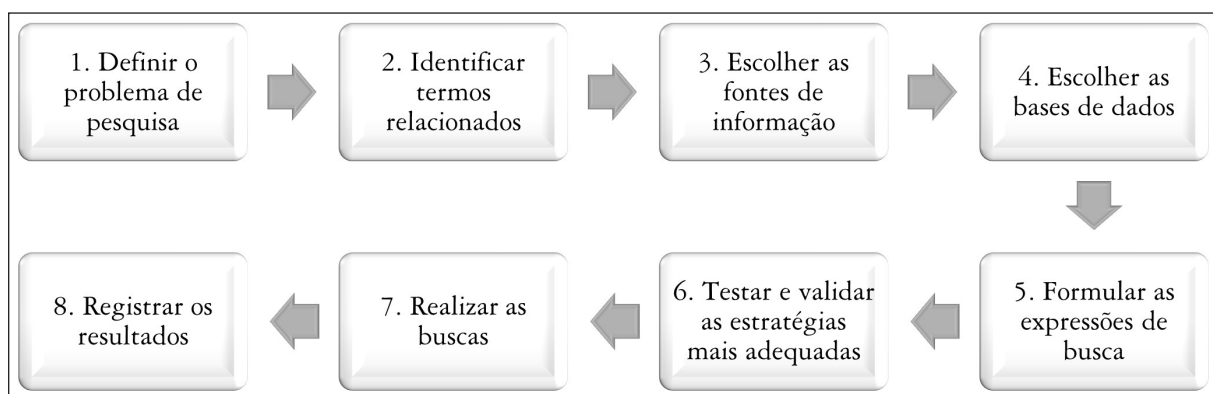 1. Definir o
problema de
pesquisa
2. Identificar
termos
relacionados
3. Escolher as
fontes de
informação
4. Escolher as
bases de dados
5. Formular as
expressões de
busca
6. Testar e validar
as estratégias
mais adequadas
7. Realizar as
buscas
8. Registrar os
resultados